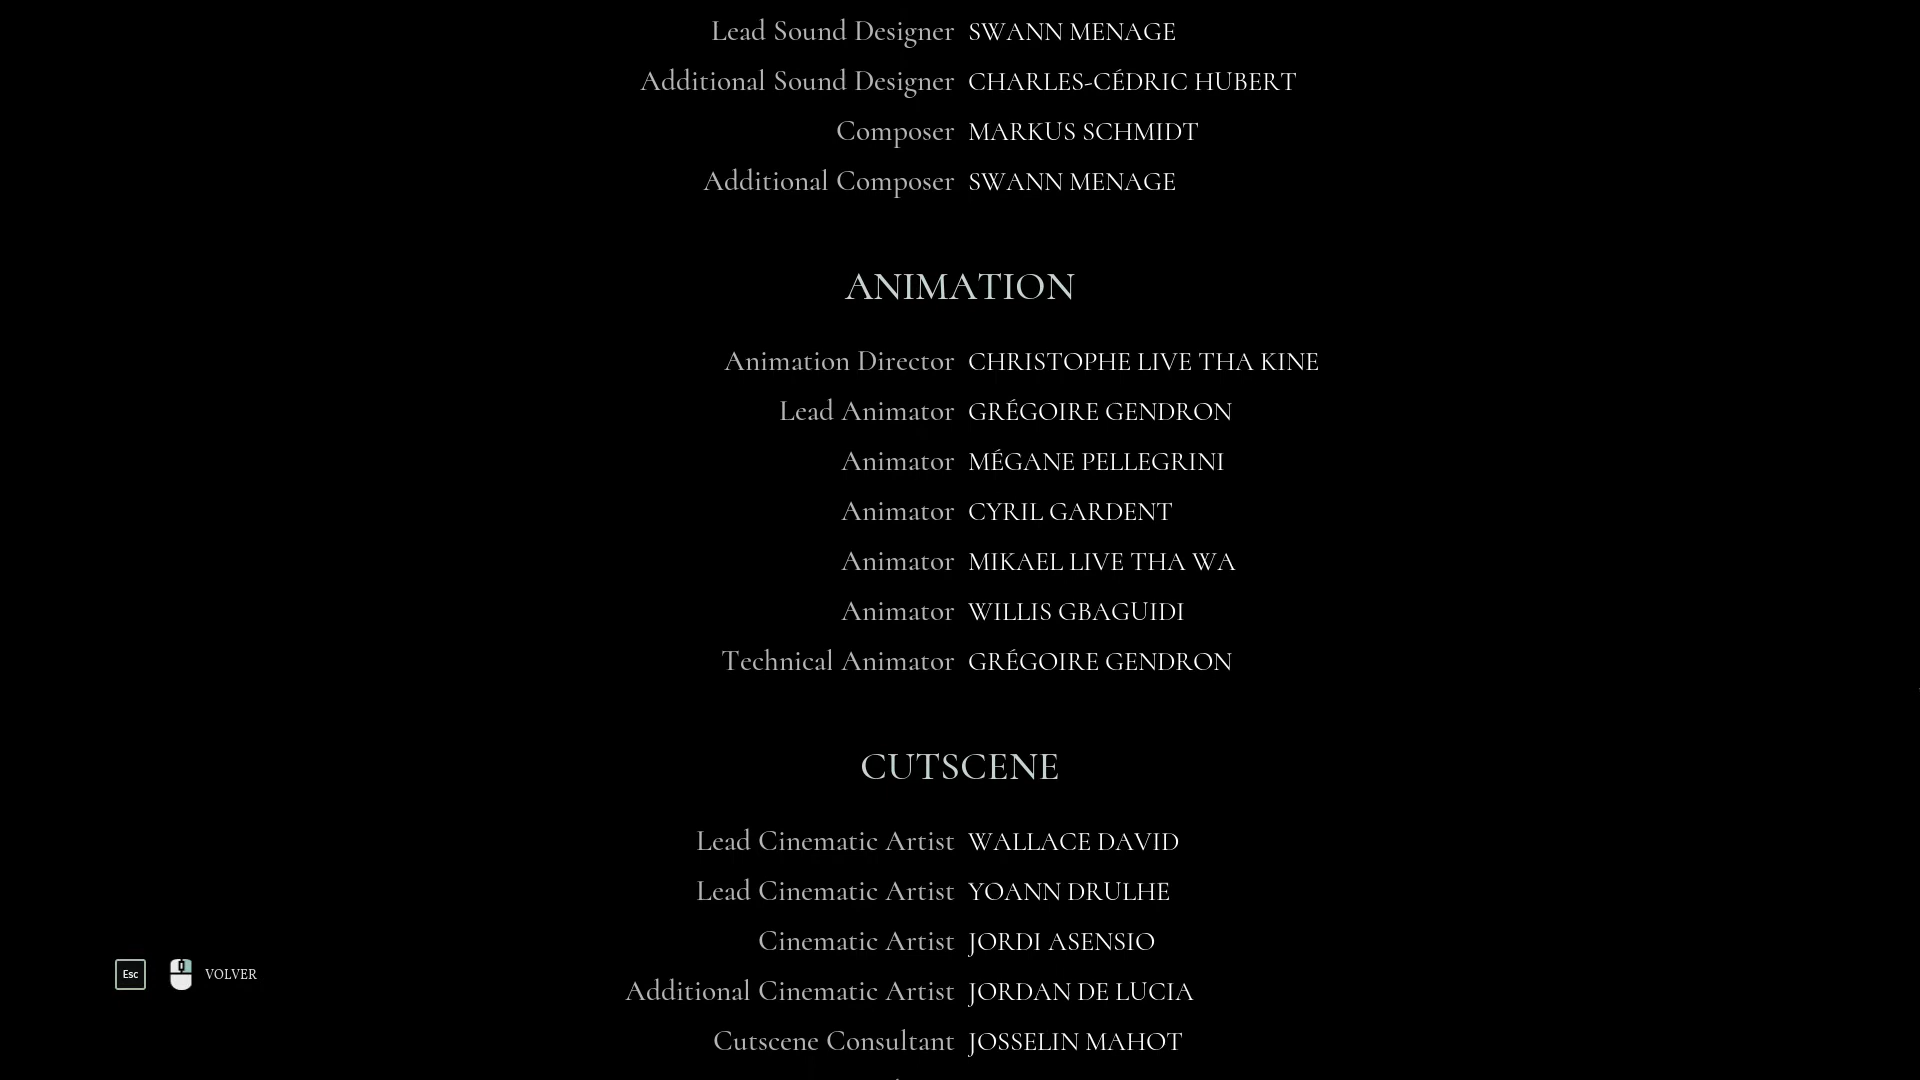 Lead Sound Designer SWANN MENAGE
Additional Sound Designer CHARLES-CÉDRIC HUBERT
Composer MARKUS SCHMIDT
Additional Composer SWANN MENAGE
ANIMATION
Animation Director CHRISTOPHE LIVE THA KINE
Lead Animator GRÉGOIRE GENDRON
Animator MÉGANE PELLEGRINI
Animator CYRIL GARDENT
Animator MIKAEL LIVE THA WA
Animator WILLIS GBAGUIDI
Technical Animator GRÉGOIRE GENDRON
CUTSCENE
Lead Cinematic Artist WALLACE DAVID
Lead Cinematic Artist YOANN DRULHE
Cinematic Artist JORDI ASENSIO
Esc VOLVER
Additional Cinematic Artist JORDAN DE LUCIA
Cutscene Consultant JOSSELIN MAHOT